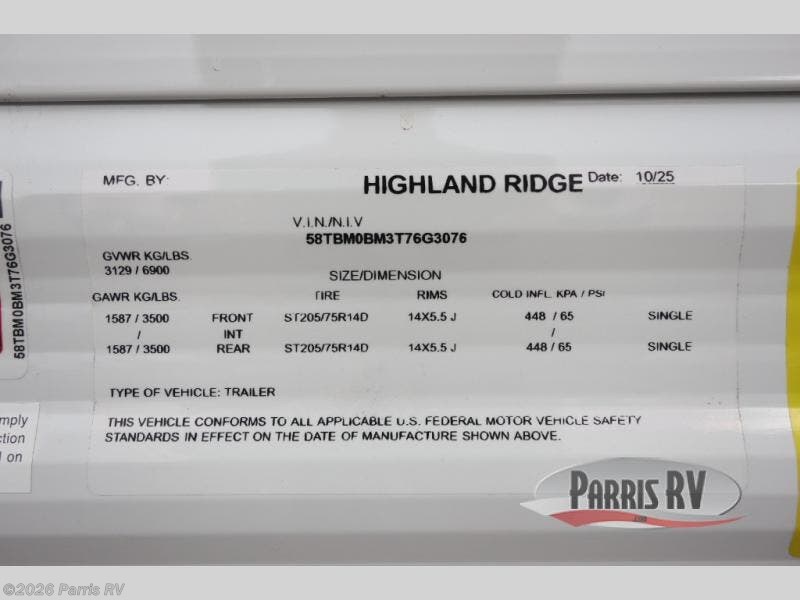 MFG. BY: HIGHLAND RIDGE Date: 10/25
V.I.N./N.I.V
58TBM0BM3T76G3076
GVWR KG/LBS.
3129 / 6900
SIZE/DIMENSION
GAWR KG/LBS. TIRE RIMS COLD INFL. KPA / PSI
1587 / 3500 FRONT ST205/75R14D 14X5.5 J 448 / 65 SINGLE
/ INT /
1587 / 3500 REAR ST205/75R14D 14X5.5 J 448 / 65 SINGLE
TYPE OF VEHICLE: TRAILER
THIS VEHICLE CONFORMS TO ALL APPLICABLE U.S. FEDERAL MOTOR VEHICLE SAFETY
STANDARDS IN EFFECT ON THE DATE OF MANUFACTURE SHOWN ABOVE.
58TBM0BM3T76G3076
mply
ction
on
PARRIS RV
©2026 Parris RV